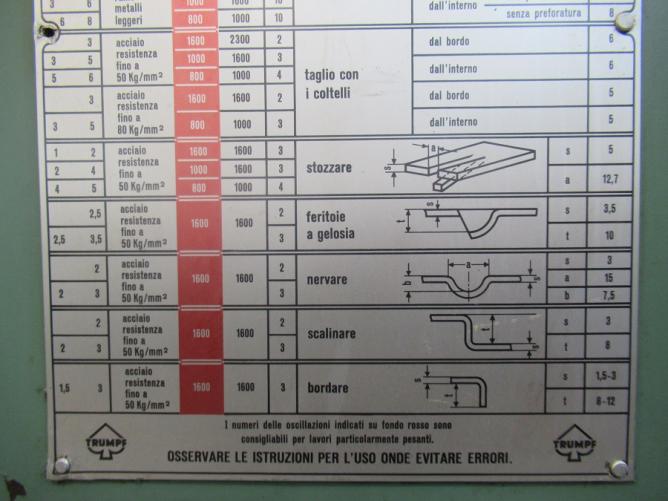 3 6 metalli 1000 1000 dall'interno
6 8 leggeri 800 1000 10 senza preforatura 8
3 acciaio 1600 2300 2 dal bordo 6
3 5 resistenza 1000 1600 3
fino a taglio con dall'interno 6
5 6 50 Kg/mm² 800 1000 4 i coltelli
3 acciaio 1600 1600 2 dal bordo 5
resistenza
fino a
3 5 80 Kg/mm² 800 1000 3 dall'interno 5
1 2 acciaio 1600 1600 3 a s 5
2 4 resistenza 1000 1600 3 stozzare s
fino a
4 5 50 Kg/mm² 800 1000 4 a 12,7
2,5 acciaio 2 feritoie s s 3,5
resistenza 1600 1600 a gelosia t
2,5 3,5 fino a 3 t 10
50 Kg/mm²
2 acciaio 2 a s 3
resistenza 1600 1600 nervare b s a 15
2 3 fino a 3 b 7,5
50 Kg/mm²
2 acciaio 2 s 3
resistenza 1600 1600 scalinare t
2 3 fino a 3 s t 8
50 Kg/mm²
acciaio s s 1,5-3
1,5 3 resistenza 1600 1600 3 bordare
fino a t t 8-12
50 Kg/mm²
I numeri delle oscillazioni indicati su fondo rosso sono
consigliabili per lavori particolarmente pesanti.
TRUMPF TRUMPF
OSSERVARE LE ISTRUZIONI PER L'USO ONDE EVITARE ERRORI.